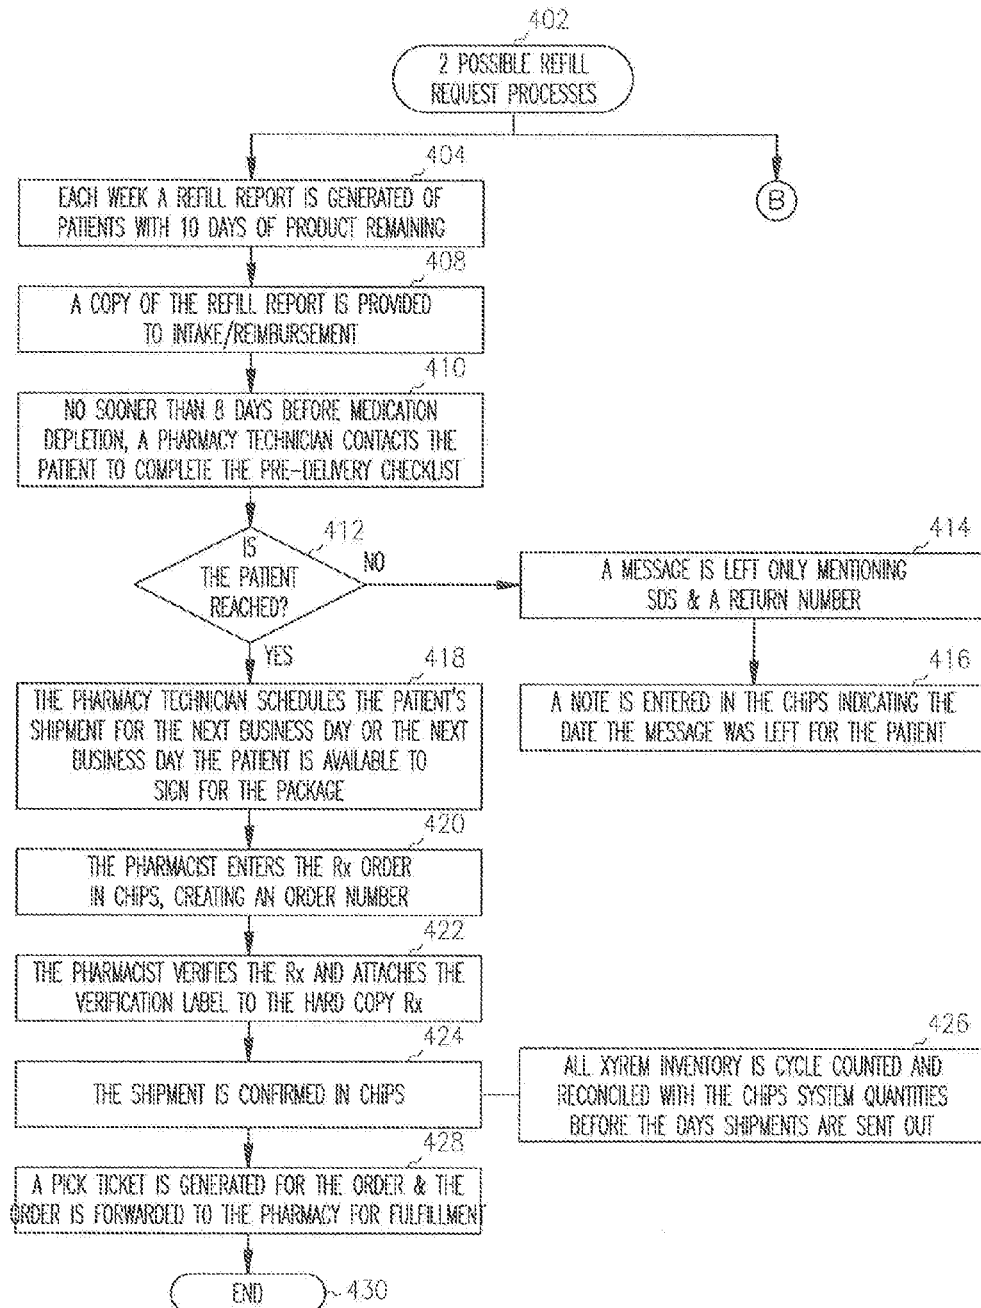 402
2 POSSIBLE REFILL
REQUEST PROCESSES
404
EACH WEEK A REFILL REPORT IS GENERATED OF
PATIENTS WITH 10 DAYS OF PRODUCT REMAINING
B
408
A COPY OF THE REFILL REPORT IS PROVIDED
TO INTAKE/REIMBURSEMENT
410
NO SOONER THAN 8 DAYS BEFORE MEDICATION
DEPLETION, A PHARMACY TECHNICIAN CONTACTS THE
PATIENT TO COMPLETE THE PRE-DELIVERY CHECKLIST
412
IS
THE PATIENT
REACHED?
NO
YES
414
A MESSAGE IS LEFT ONLY MENTIONING
SDS & A RETURN NUMBER
416
A NOTE IS ENTERED IN THE CHIPS INDICATING THE
DATE THE MESSAGE WAS LEFT FOR THE PATIENT
418
THE PHARMACY TECHNICIAN SCHEDULES THE PATIENT'S
SHIPMENT FOR THE NEXT BUSINESS DAY OR THE NEXT
BUSINESS DAY THE PATIENT IS AVAILABLE TO
SIGN FOR THE PACKAGE
420
THE PHARMACIST ENTERS THE Rx ORDER
IN CHIPS, CREATING AN ORDER NUMBER
422
THE PHARMACIST VERIFIES THE Rx AND ATTACHES THE
VERIFICATION LABEL TO THE HARD COPY Rx
424
THE SHIPMENT IS CONFIRMED IN CHIPS
426
ALL XYREM INVENTORY IS CYCLE COUNTED AND
RECONCILED WITH THE CHIPS SYSTEM QUANTITIES
BEFORE THE DAYS SHIPMENTS ARE SENT OUT
428
A PICK TICKET IS GENERATED FOR THE ORDER & THE
ORDER IS FORWARDED TO THE PHARMACY FOR FULFILLMENT
END
430